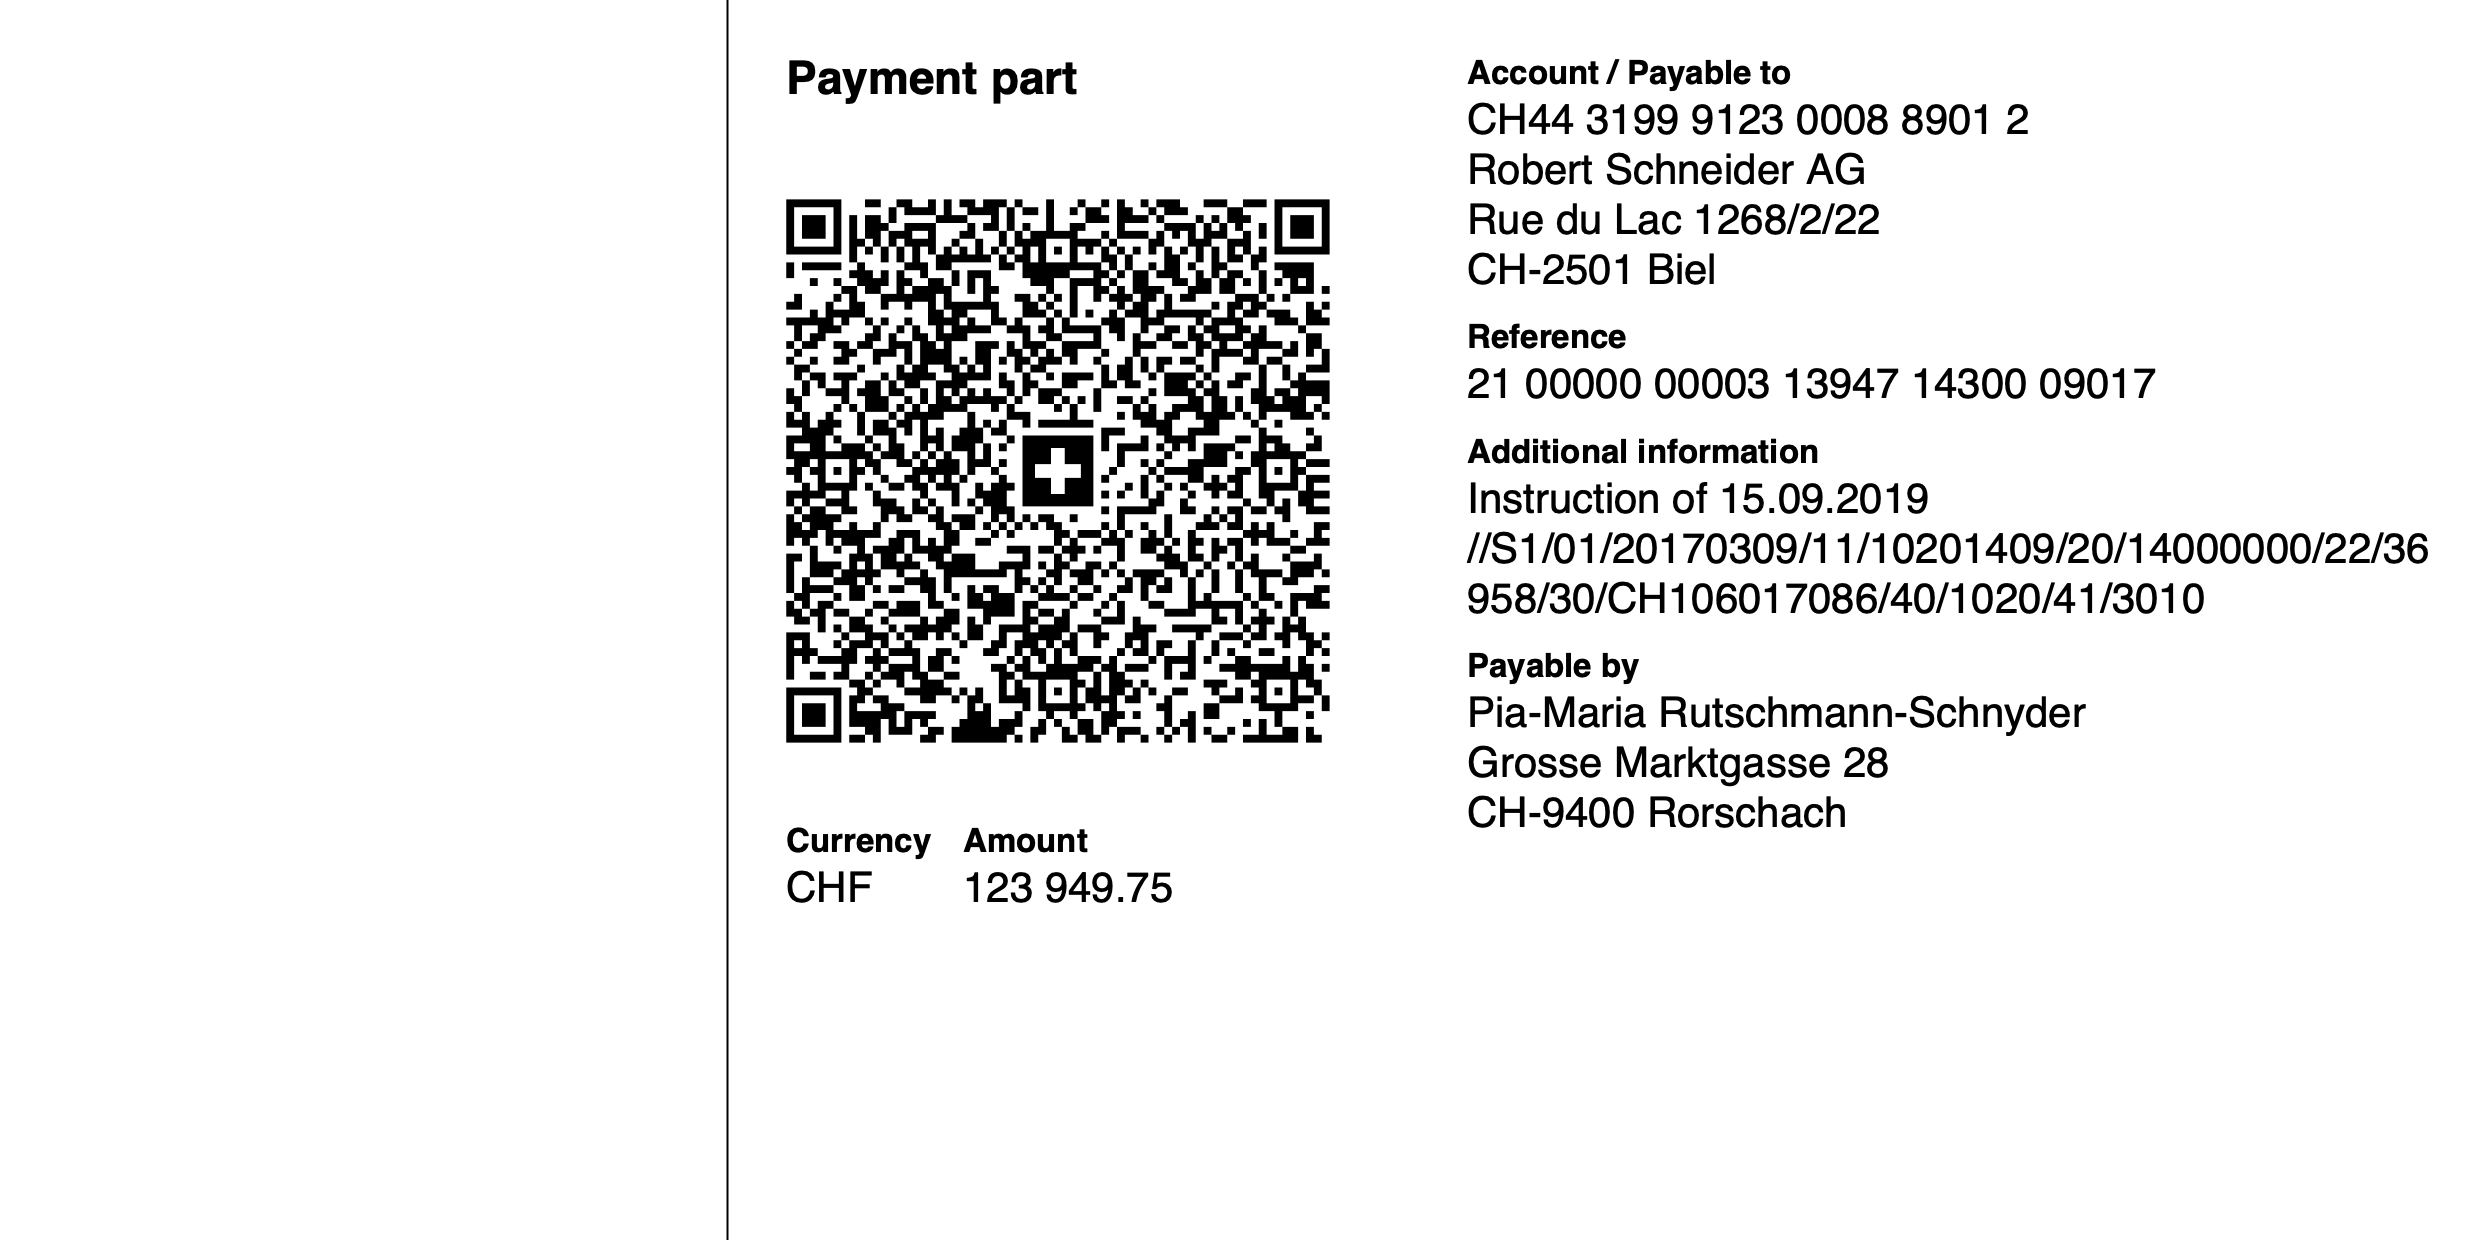 Payment part
Currency Amount
CHF 123 949.75
Account / Payable to
CH44 3199 9123 0008 8901 2
Robert Schneider AG
Rue du Lac 1268/2/22
CH-2501 Biel
Reference
21 00000 00003 13947 14300 09017
Additional information
Instruction of 15.09.2019
//S1/01/20170309/11/10201409/20/14000000/22/36
958/30/CH106017086/40/1020/41/3010
Payable by
Pia-Maria Rutschmann-Schnyder
Grosse Marktgasse 28
CH-9400 Rorschach